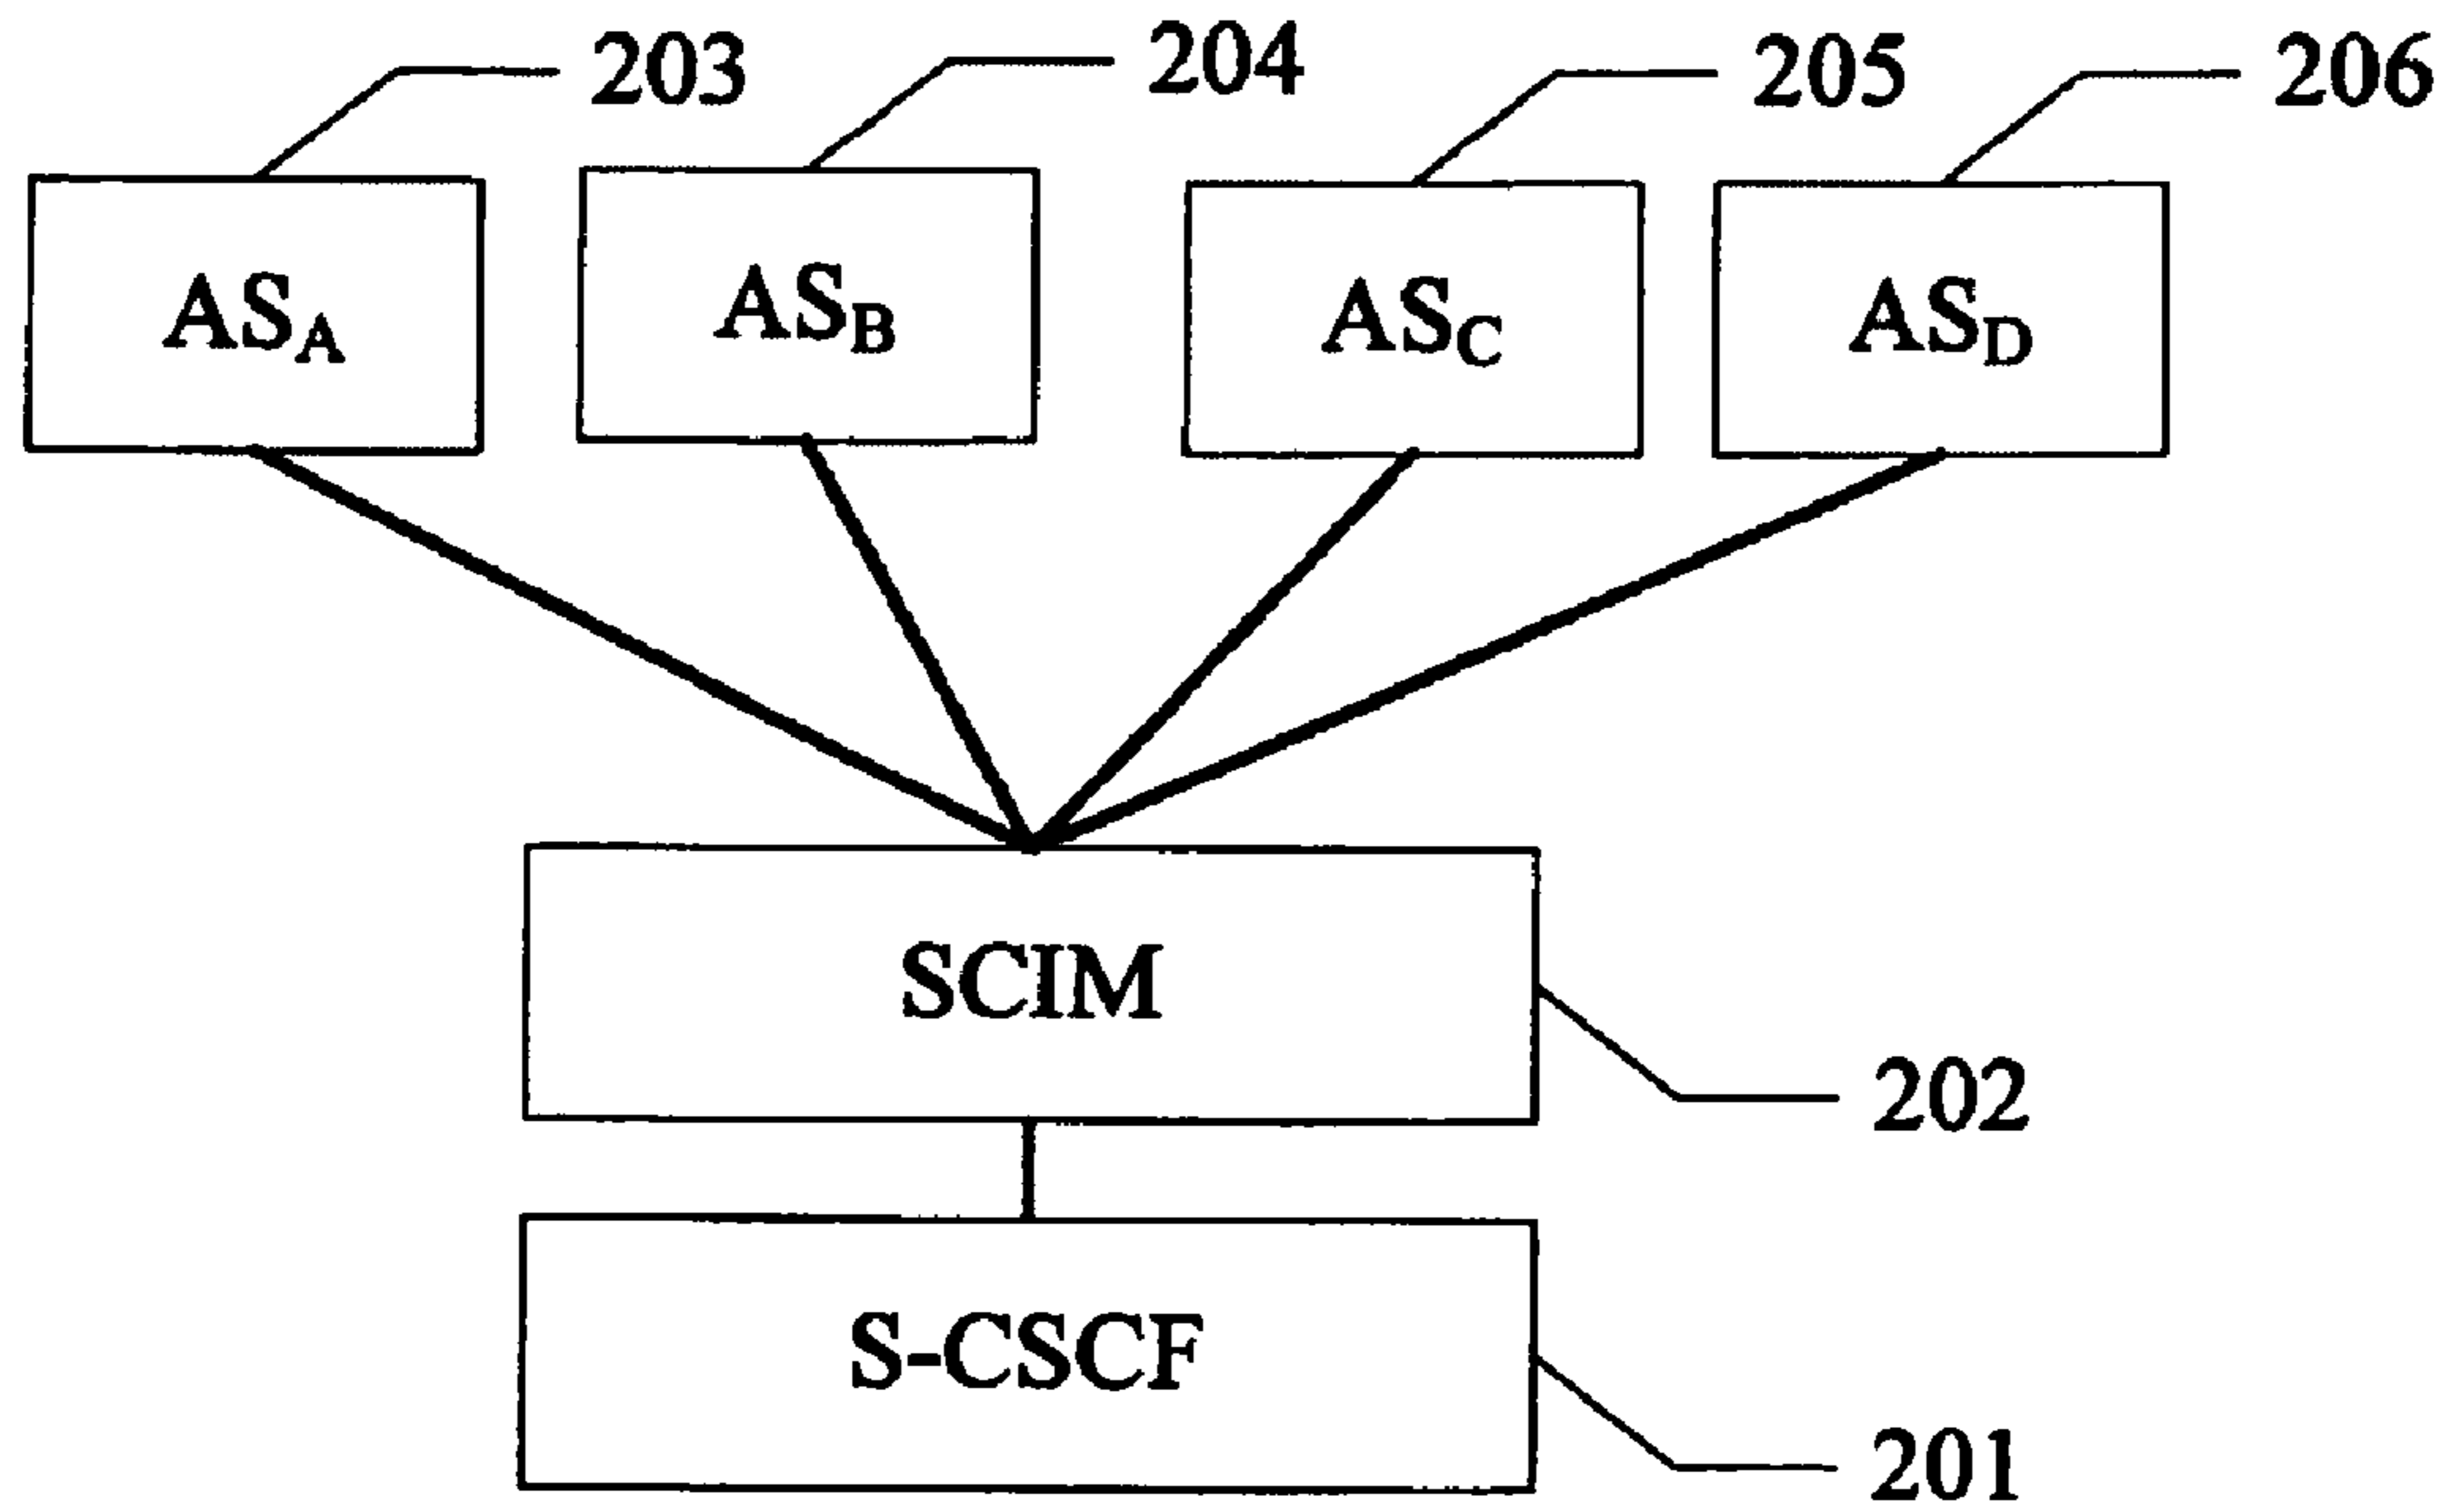 203 204 205 206
ASA ASB ASC ASD
SCIM
202
S-CSCF
201